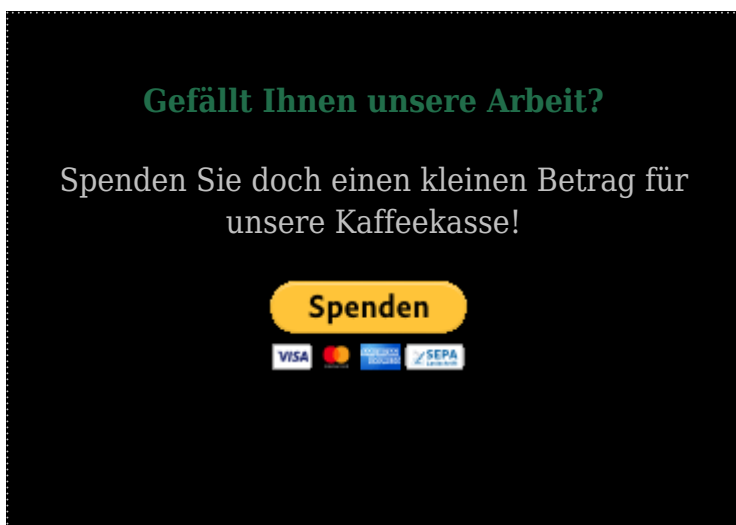 Gefällt Ihnen unsere Arbeit?
Spenden Sie doch einen kleinen Betrag für
unsere Kaffeekasse!
Spenden
VISA SEPA